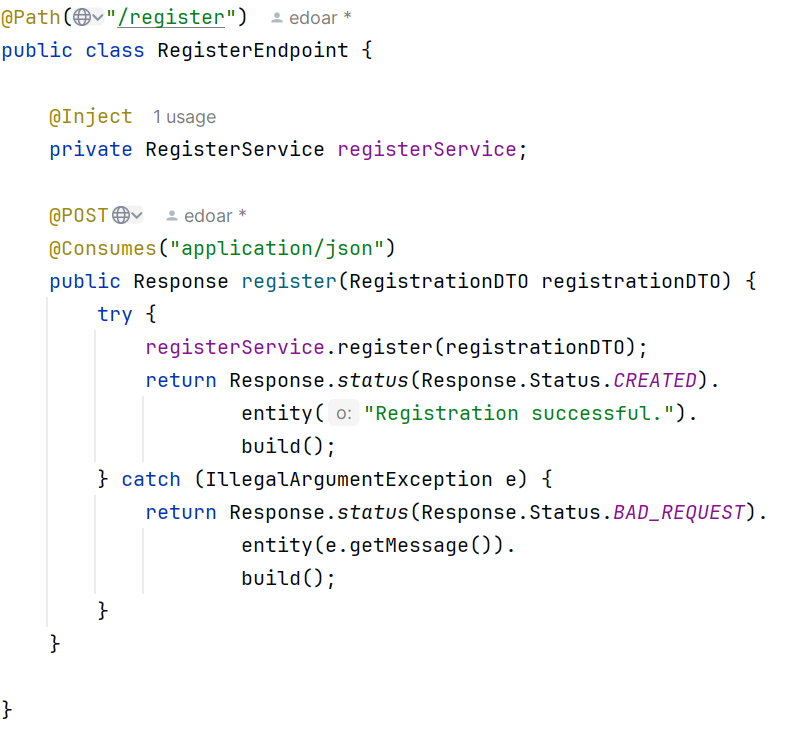 @Path("/register") edoar *
public class RegisterEndpoint {
@Inject 1 usage
private RegisterService registerService;
@POST edoar *
@Consumes("application/json")
public Response register(RegistrationDTO registrationDTO) {
try {
registerService.register(registrationDTO);
return Response.status(Response.Status.CREATED).
entity( o: "Registration successful.").
build();
} catch (IllegalArgumentException e) {
return Response.status(Response.Status.BAD_REQUEST).
entity(e.getMessage()).
build();
}
}
}